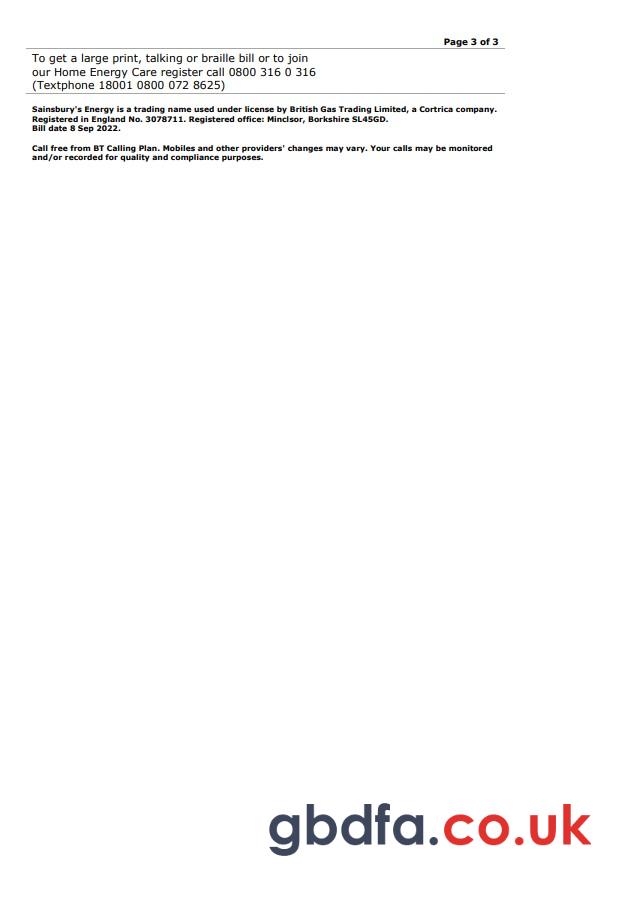 Page 3 of 3
To get a large print, talking or braille bill or to join
our Home Energy Care register call 0800 316 0 316
(Textphone 18001 0800 072 8625)
Sainsbury's Energy is a trading name used under license by British Gas Trading Limited, a Cortrica company.
Registered in England No. 3078711. Registered office: Minclsor, Borkshire SL45GD.
Bill date 8 Sep 2022.
Call free from BT Calling Plan. Mobiles and other providers' changes may vary. Your calls may be monitored
and/or recorded for quality and compliance purposes.
gbdfa.co.uk